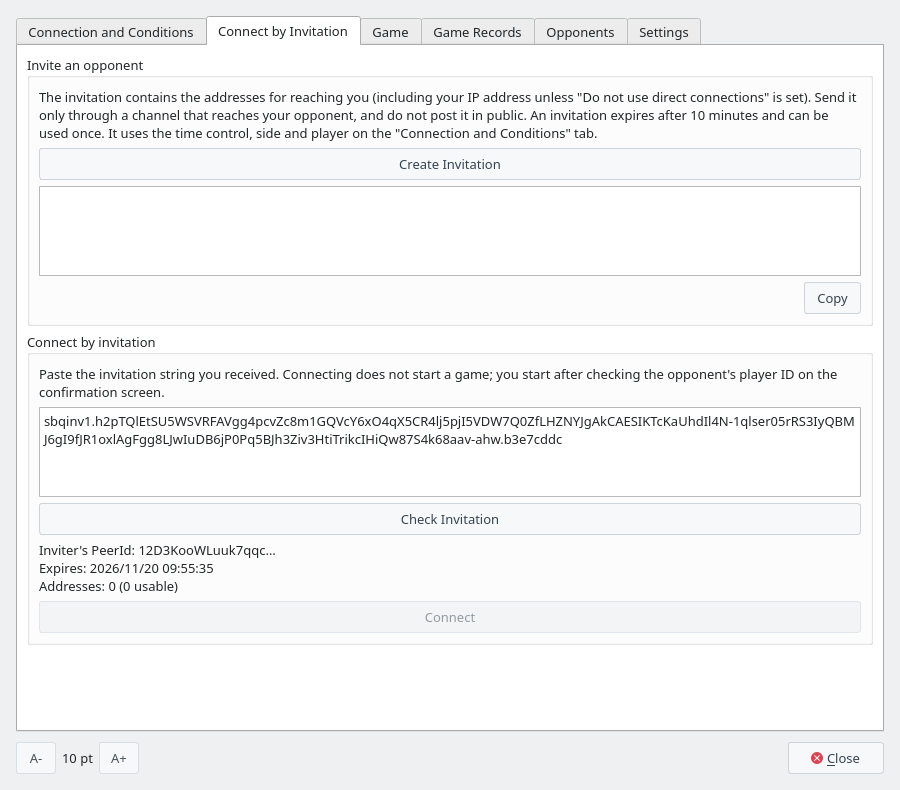 Connection and Conditions
Connect by Invitation
Game
Game Records
Opponents
Settings
Invite an opponent
The invitation contains the addresses for reaching you (including your IP address unless "Do not use direct connections" is set). Send it
only through a channel that reaches your opponent, and do not post it in public. An invitation expires after 10 minutes and can be
used once. It uses the time control, side and player on the "Connection and Conditions" tab.
Create Invitation
Copy
Connect by invitation
Paste the invitation string you received. Connecting does not start a game; you start after checking the opponent's player ID on the
confirmation screen.
sbqinv1.h2pTQlEtSU5WSVRFAVgg4pcvZc8m1GQVcY6xO4qX5CR4lj5pjI5VDW7Q0ZfLHZNYJgAkCAESIKTcKaUhdIl4N-1qlser05rRS3IyQBM
J6gI9fJR1oxlAgFgg8LJwIuDB6jP0Pq5BJh3Ziv3HtiTrikcIHiQw87S4k68aav-ahw.b3e7cddc
Check Invitation
Inviter's PeerId: 12D3KooWLuuk7qqc...
Expires: 2026/11/20 09:55:35
Addresses: 0 (0 usable)
Connect
A-
10 pt
A+
Close